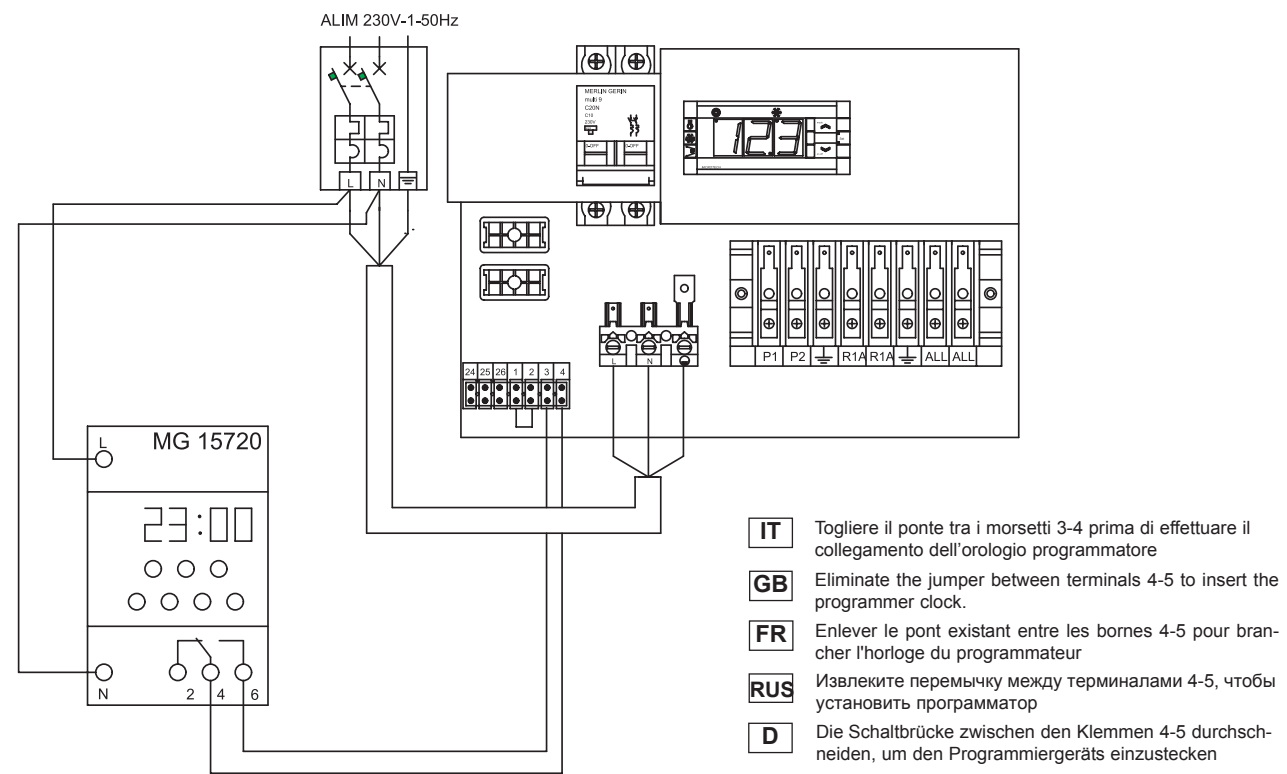 ALIM 230V-1-50Hz
L N
MERLIN GERIN
multi 9
C20N
C10
230V
0-OFF 0-OFF
123
P1 P2 R1A R1A ALL ALL
L N
24 25 26 1 2 3 4
L MG 15720
23:00
N 2 4 6
IT Togliere il ponte tra i morsetti 3-4 prima di effettuare il
collegamento dell'orologio programmatore
GB Eliminate the jumper between terminals 4-5 to insert the
programmer clock.
FR Enlever le pont existant entre les bornes 4-5 pour bran-
cher l'horloge du programmateur
RUS Извлеките перемычку между терминалами 4-5, чтобы
установить программатор
D Die Schaltbrücke zwischen den Klemmen 4-5 durchsch-
neiden, um den Programmiergeräts einzustecken